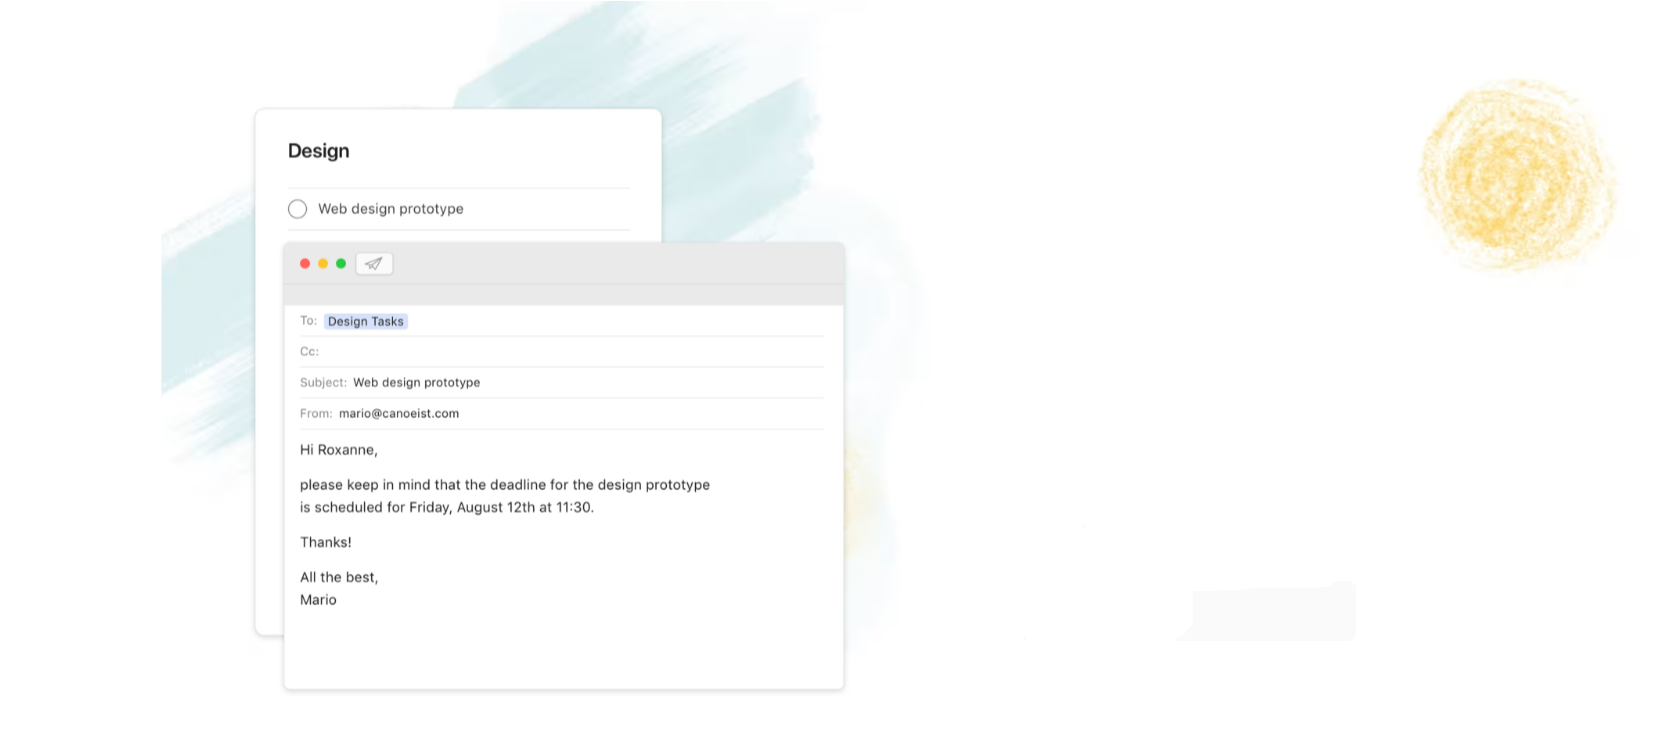 Design
Web design prototype
To: Design Tasks
Cc:
Subject: Web design prototype
From: mario@canoeist.com
Hi Roxanne,
please keep in mind that the deadline for the design prototype
is scheduled for Friday, August 12th at 11:30.
Thanks!
All the best,
Mario